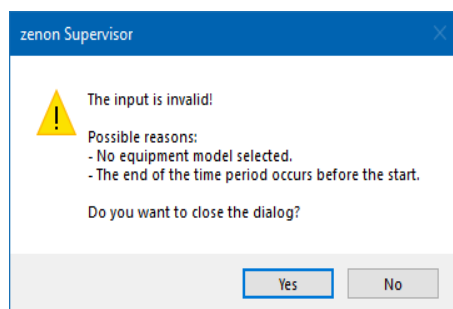 zenon Supervisor
The input is invalid!
Possible reasons:
- No equipment model selected.
- The end of the time period occurs before the start.
Do you want to close the dialog?
Yes No